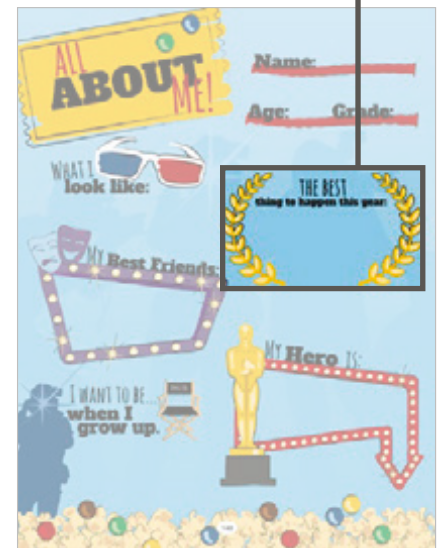 ALL
ABOUT
ME!
Name:
Age: Grade:
WHAT I
look like:
THE BEST
thing to happen this year:
MY Best Friends:
MY Hero IS:
I WANT TO BE...
when I
grow up.